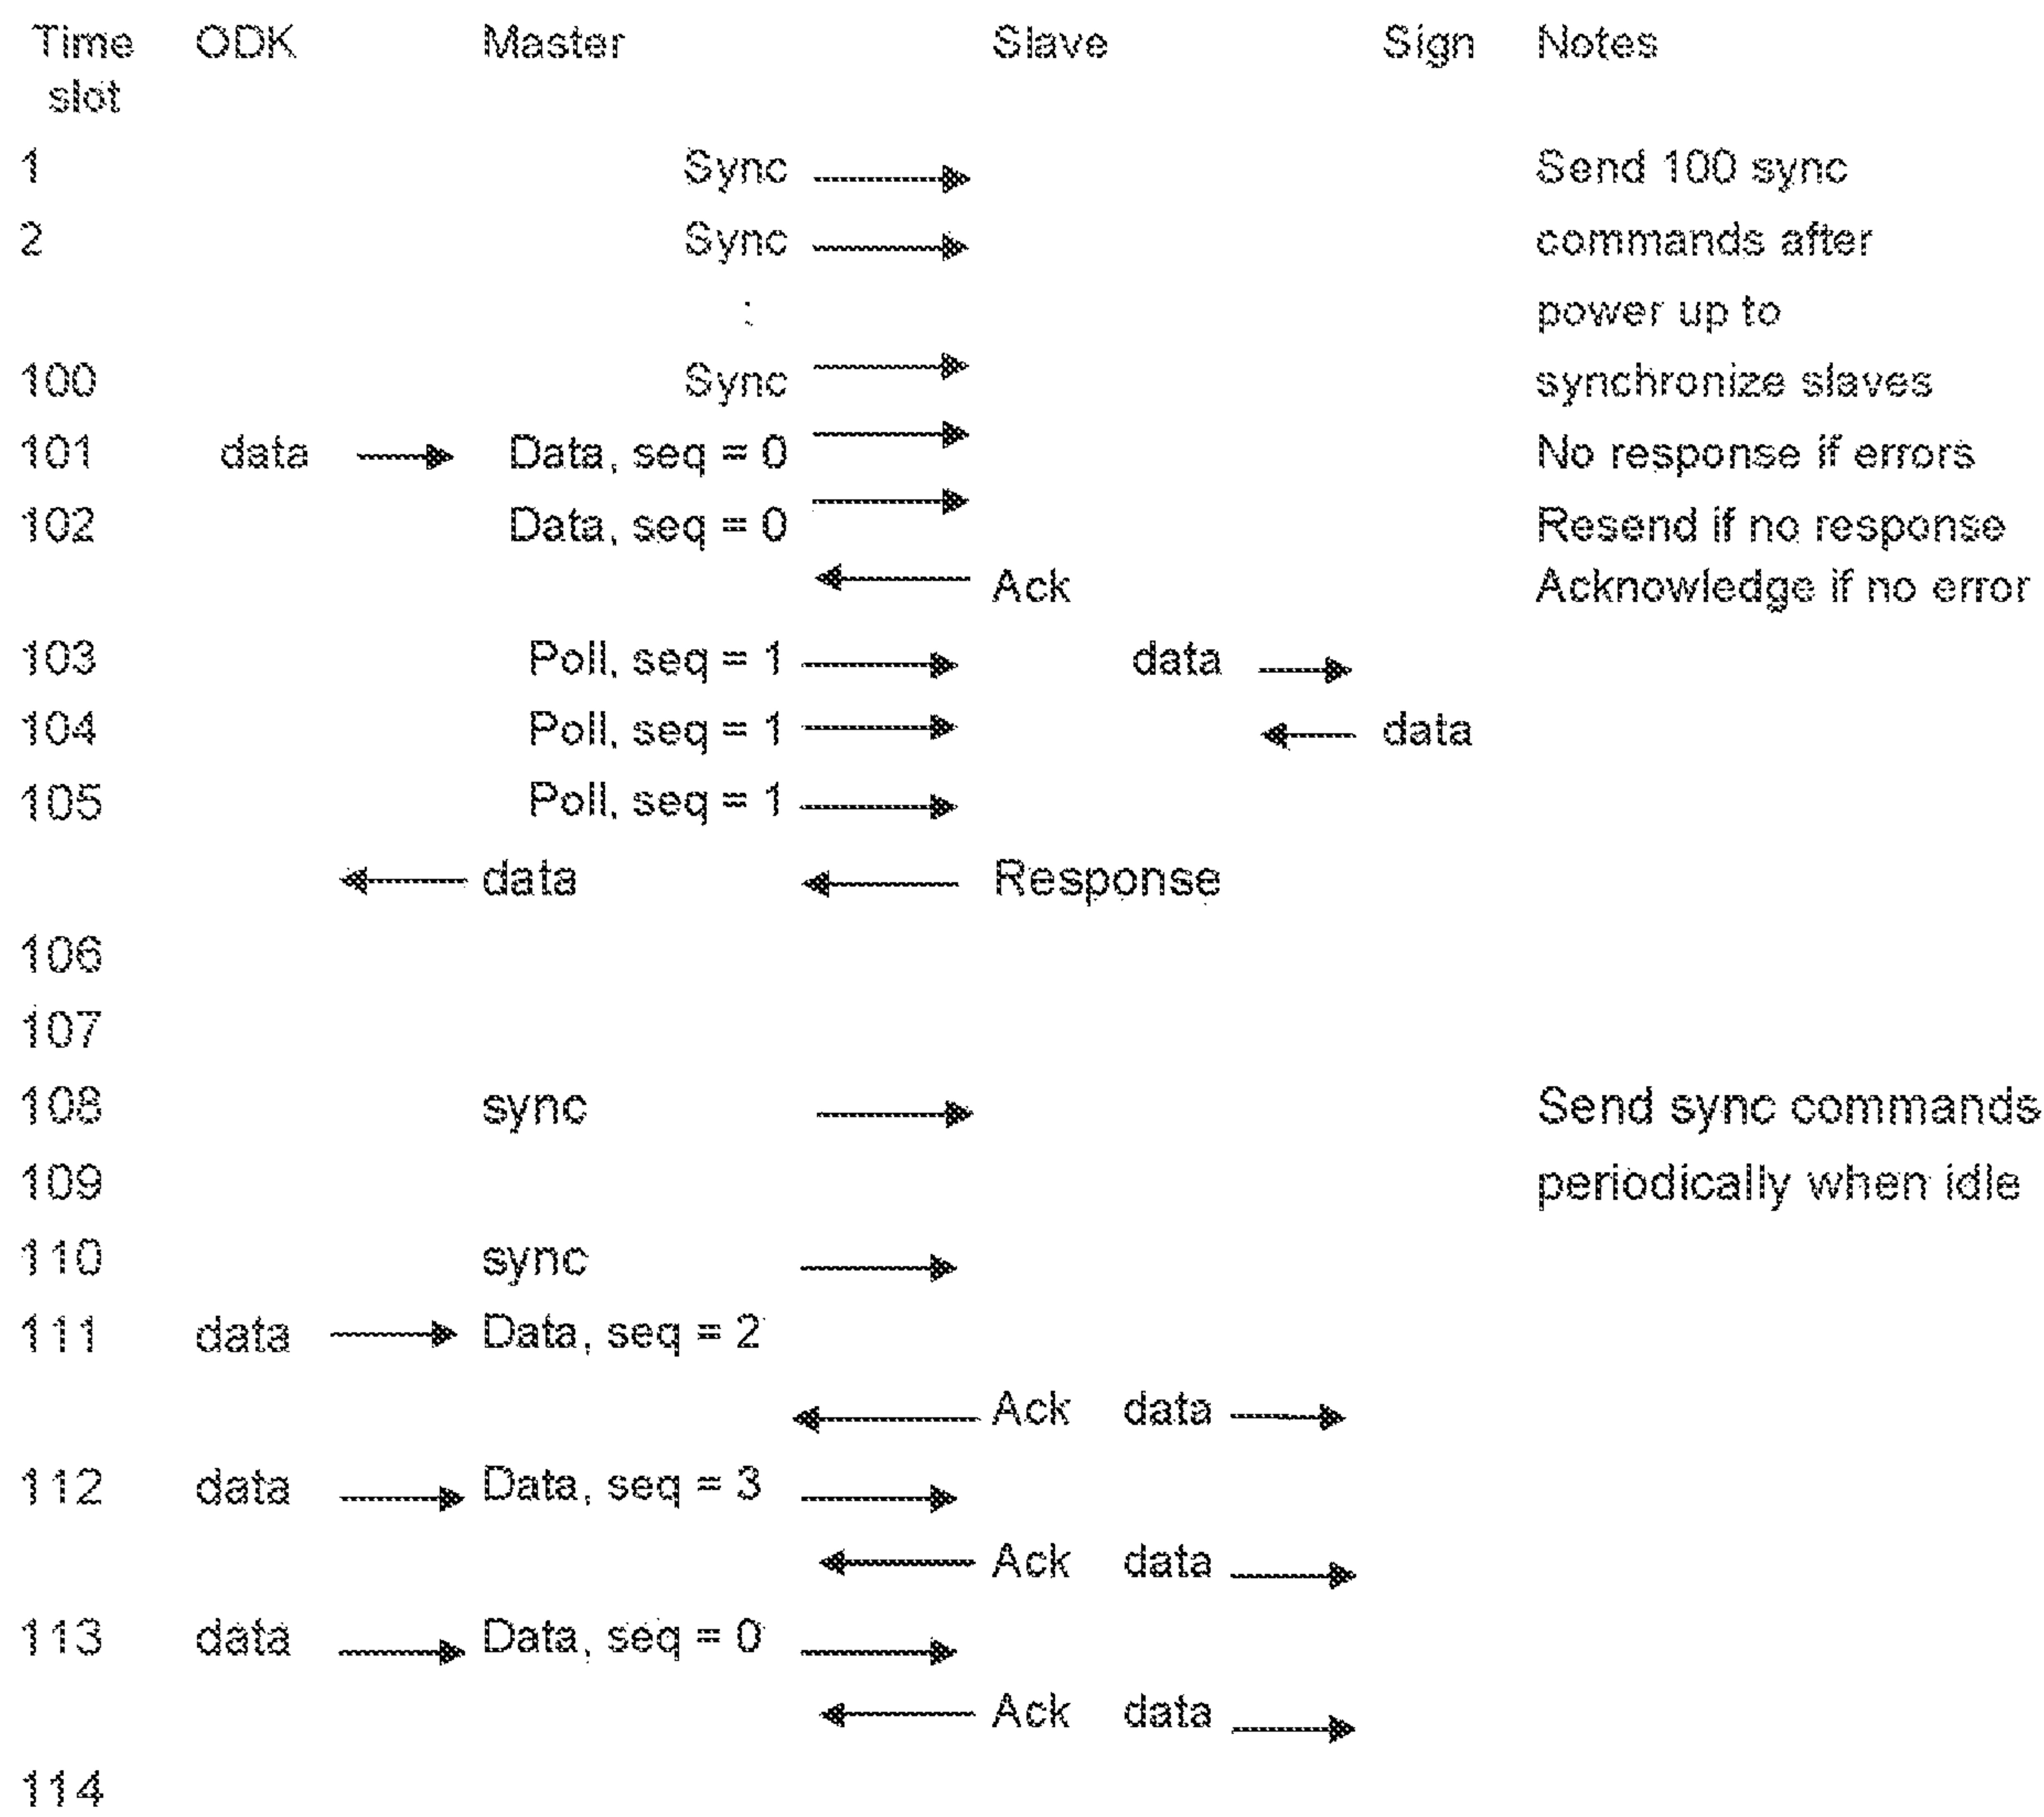 Time slot ODK Master Slave Sign Notes
1 Sync Send 100 sync
2 Sync commands after
: power up to
100 Sync synchronize slaves
101 data Data, seq = 0 No response if errors
102 Data, seq = 0 Resend if no response
Ack Acknowledge if no error
103 Poll, seq = 1 data
104 Poll, seq = 1 data
105 Poll, seq = 1
data Response
106
107
108 sync Send sync commands
109 periodically when idle
110 sync
111 data Data, seq = 2
Ack data
112 data Data, seq = 3
Ack data
113 data Data, seq = 0
Ack data
114